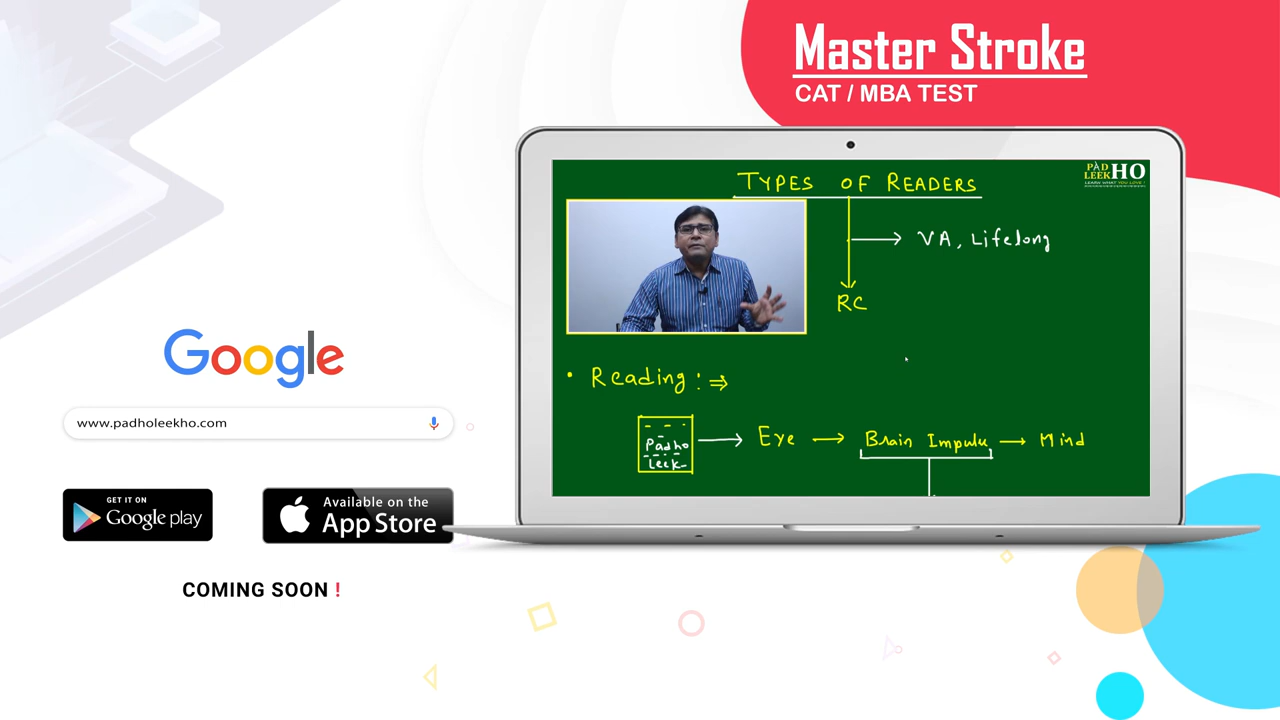 Master Stroke
CAT / MBA TEST
PADHO
LEEK
LEARN WHAT YOU LOVE !
TYPES OF READERS
VA, Lifelong
RC
• Reading : ⇒
Padho
Leek
Eye
Brain Impulse
Mind
Google
www.padholeekho.com
GET IT ON
Google play
Available on the
App Store
COMING SOON !